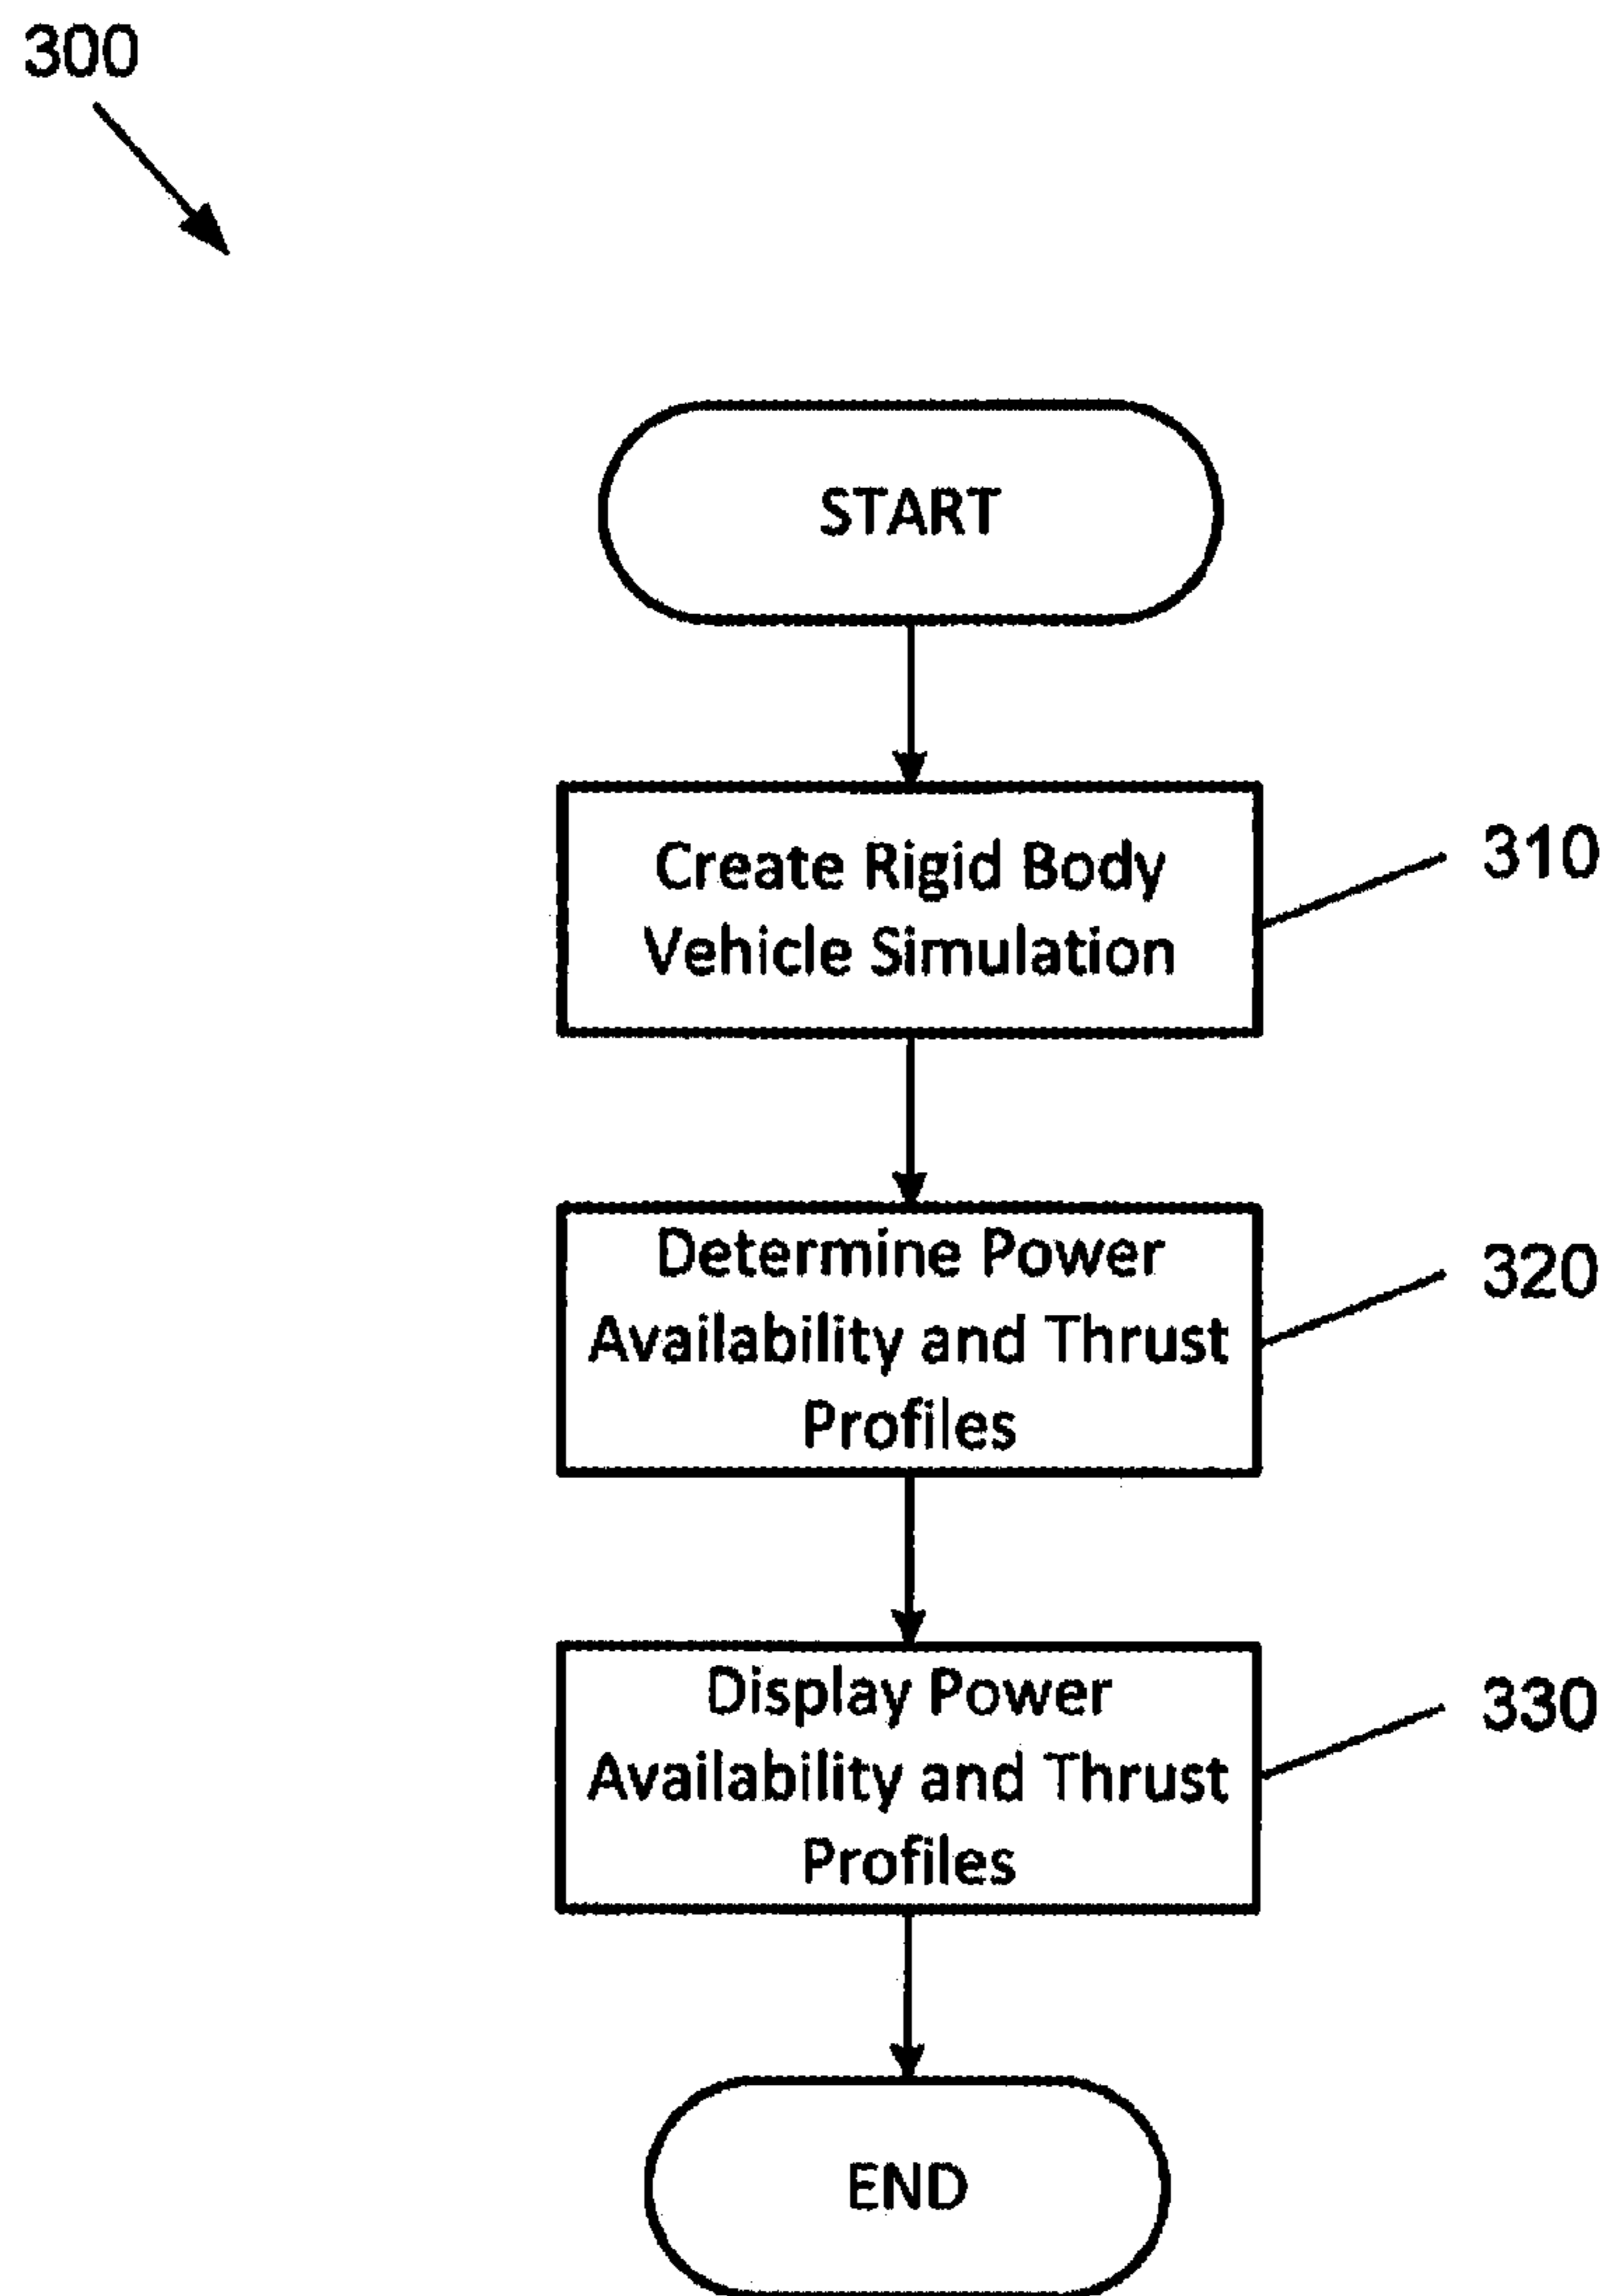 300
START
Create Rigid Body
Vehicle Simulation
310
Determine Power
Availability and Thrust
Profiles
320
Display Power
Availability and Thrust
Profiles
330
END